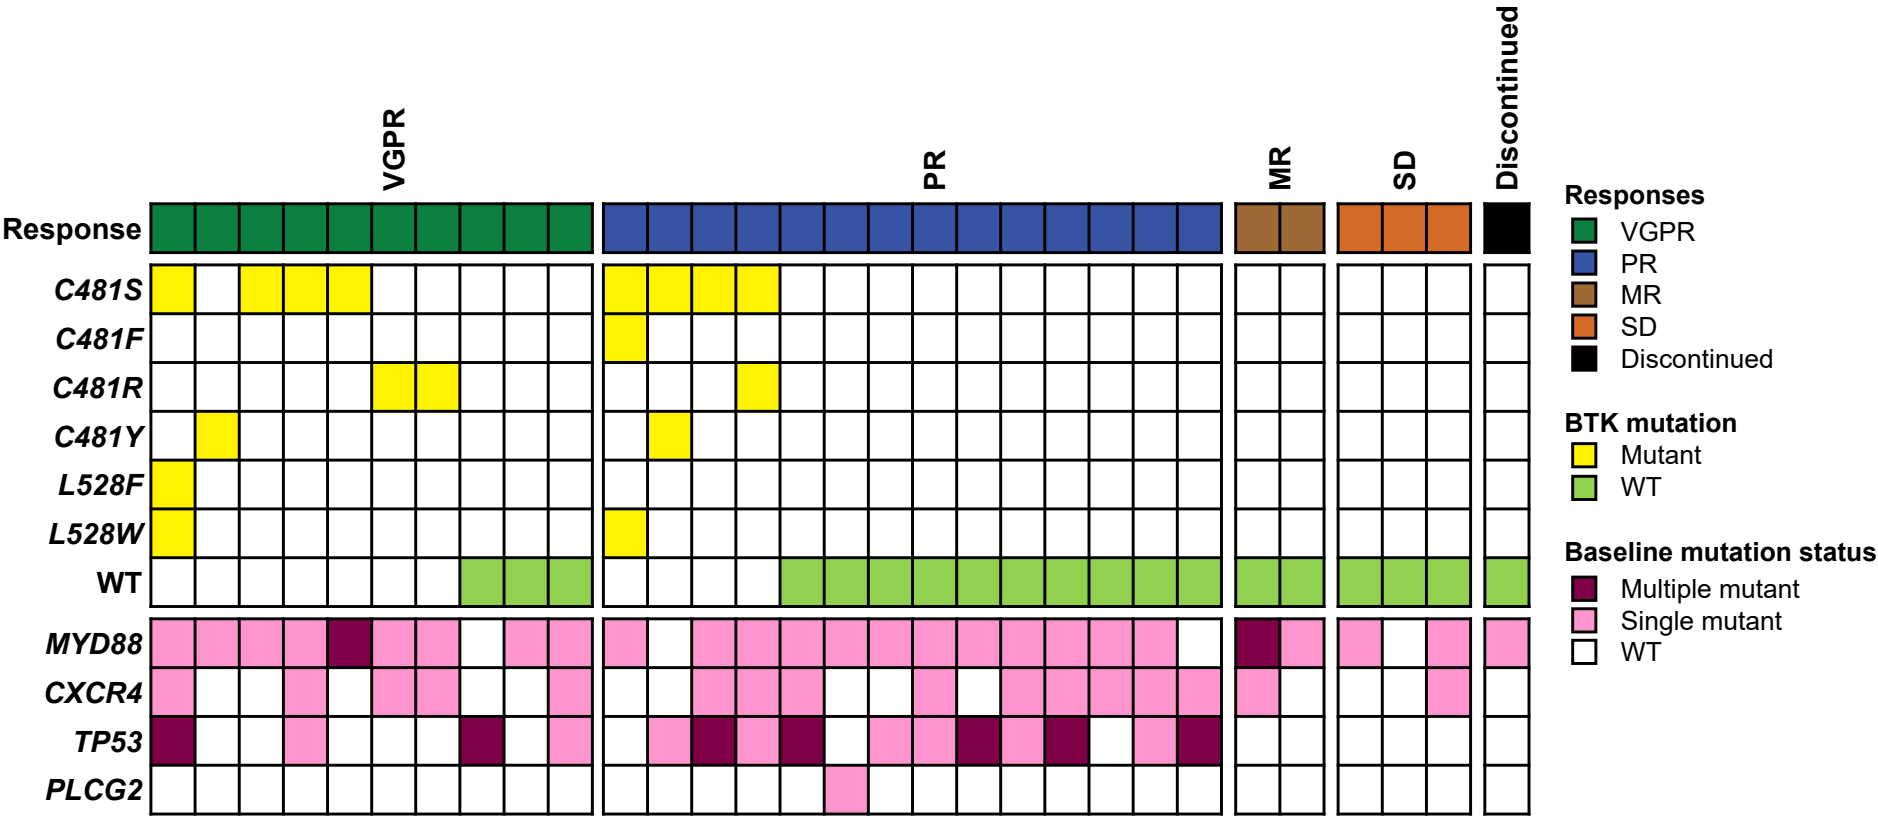 VGPR
PR
MR
SD
Discontinued
Response
C481S
C481F
C481R
C481Y
L528F
L528W
WT
MYD88
CXCR4
TP53
PLCG2
Responses
VGPR
PR
MR
SD
Discontinued
BTK mutation
Mutant
WT
Baseline mutation status
Multiple mutant
Single mutant
WT